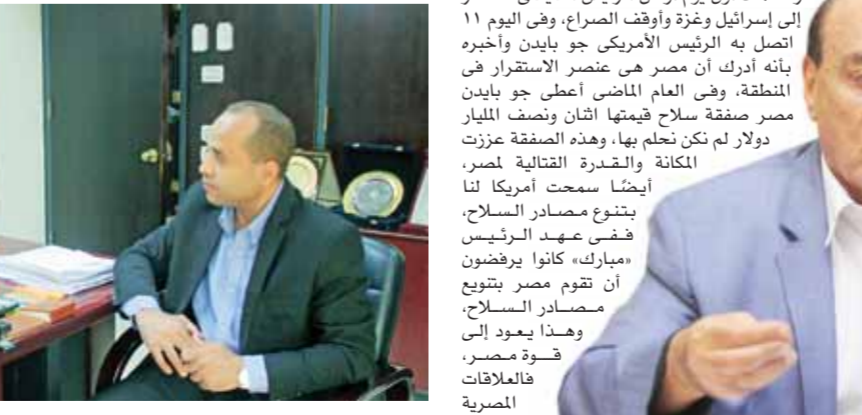 إلى إسرائيل وغزة وأوقف الصراع، وفى اليوم ١١
اتصل به الرئيس الأمريكى جو بايدن وأخبره
بأنه أدرك أن مصر هى عنصر الاستقرار فى
المنطقة، وفى العام الماضى أعطى جو بايدن
مصر صفقة سلاح قيمتها اثنان ونصف المليار
دولار لم نكن نحلم بها، وهذه الصفقة عززت
المكانة والقدرة القتالية لمصر،
أيضًا سمحت أمريكا لنا
بتنوع مصادر السلاح،
ففى عهد الرئيس
«مبارك» كانوا يرفضون
أن تقوم مصر بتنويع
مصادر السلاح،
وهذا يعود إلى
قوة مصر،
فالعلاقات
المصرية